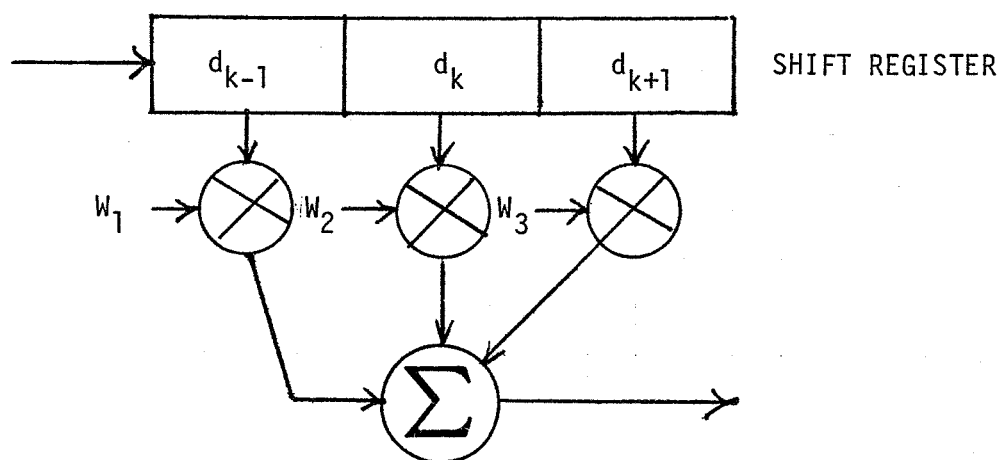 d_{k-1} d_k d_{k+1} SHIFT REGISTER
W_1 W_2 W_3
Σ